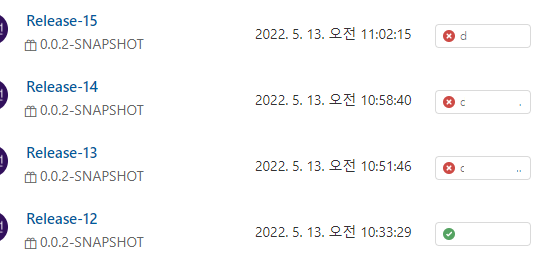 Release-15
0.0.2-SNAPSHOT
2022. 5. 13. 오전 11:02:15
d
Release-14
0.0.2-SNAPSHOT
2022. 5. 13. 오전 10:58:40
c
Release-13
0.0.2-SNAPSHOT
2022. 5. 13. 오전 10:51:46
c ..
Release-12
0.0.2-SNAPSHOT
2022. 5. 13. 오전 10:33:29